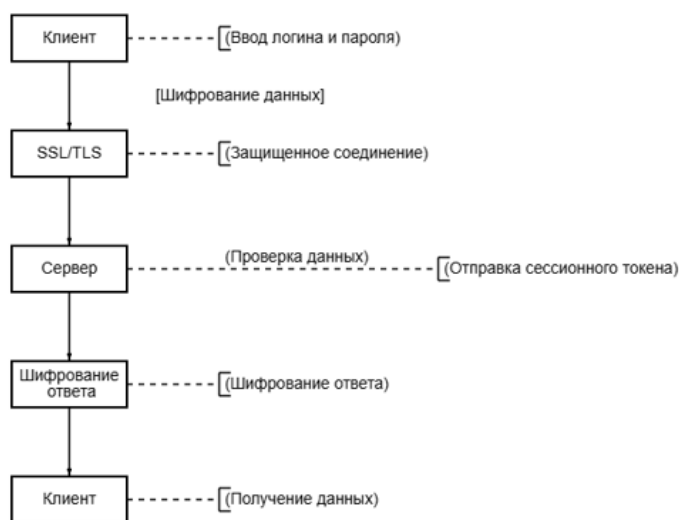 Клиент
(Ввод логина и пароля)
[Шифрование данных]
SSL/TLS
(Защищенное соединение)
Сервер
(Проверка данных)
(Отправка сессионного токена)
Шифрование
ответа
(Шифрование ответа)
Клиент
(Получение данных)